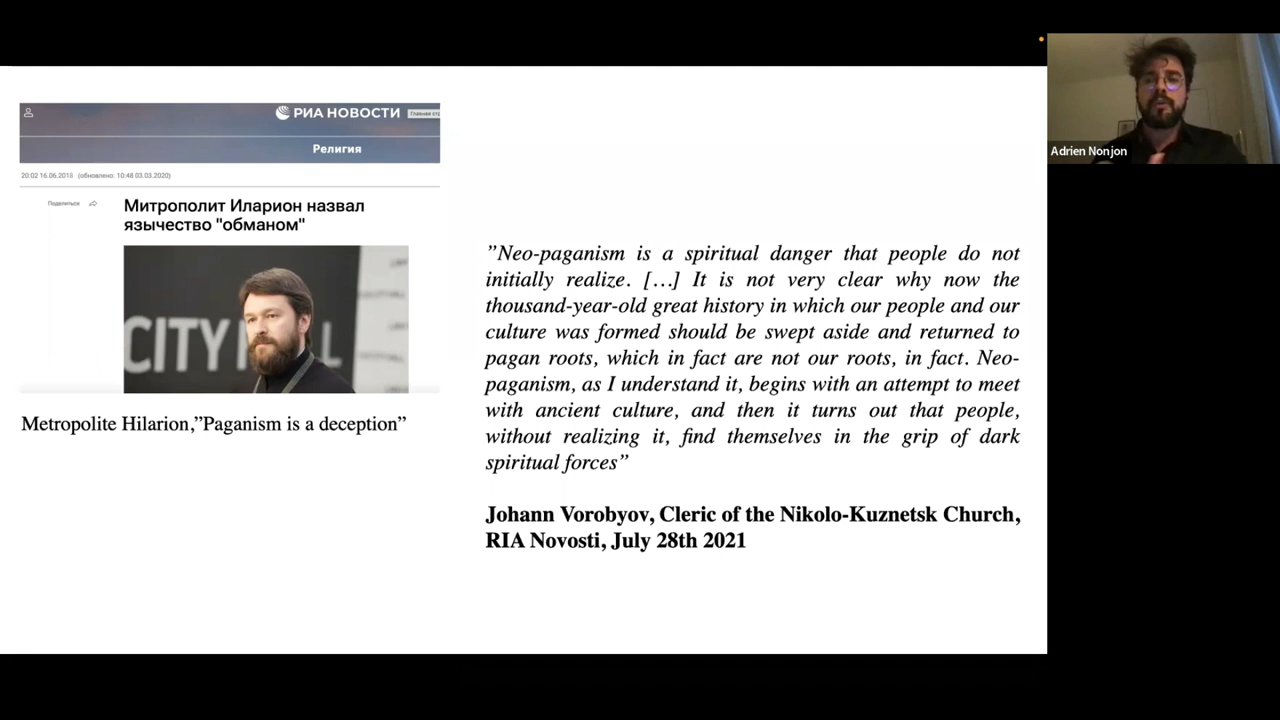 РИА НОВОСТИ
Главная ст
Религия
20:02 16.06.2018 (обновлено: 10:48 03.03.2020)
Поделиться
Митрополит Иларион назвал
язычество "обманом"
CITY
Metropolite Hilarion,”Paganism is a deception”
”Neo-paganism is a spiritual danger that people do not
initially realize. […] It is not very clear why now the
thousand-year-old great history in which our people and our
culture was formed should be swept aside and returned to
pagan roots, which in fact are not our roots, in fact. Neo-
paganism, as I understand it, begins with an attempt to meet
with ancient culture, and then it turns out that people,
without realizing it, find themselves in the grip of dark
spiritual forces”
Johann Vorobyov, Cleric of the Nikolo-Kuznetsk Church,
RIA Novosti, July 28th 2021
Adrien Nonjon